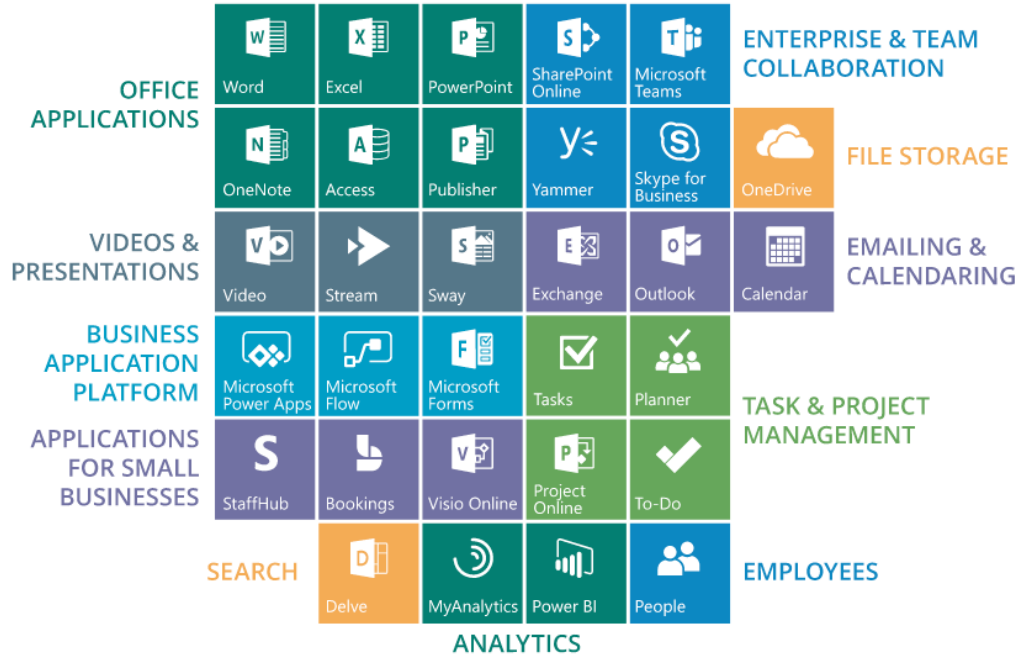 W
X
P
S
T
Word
Excel
PowerPoint
SharePoint
Online
Microsoft
Teams
ENTERPRISE & TEAM
COLLABORATION
OFFICE
APPLICATIONS
N
A
P
S
OneNote
Access
Publisher
Yammer
Skype for
Business
OneDrive
FILE STORAGE
VIDEOS &
PRESENTATIONS
V
S
E
O
Video
Stream
Sway
Exchange
Outlook
Calendar
EMAILING &
CALENDARING
BUSINESS
APPLICATION
PLATFORM
F
Microsoft
Power Apps
Microsoft
Flow
Microsoft
Forms
Tasks
Planner
TASK & PROJECT
MANAGEMENT
APPLICATIONS
FOR SMALL
BUSINESSES
S
V
P
StaffHub
Bookings
Visio Online
Project
Online
To-Do
SEARCH
D
Delve
MyAnalytics
Power BI
People
EMPLOYEES
ANALYTICS